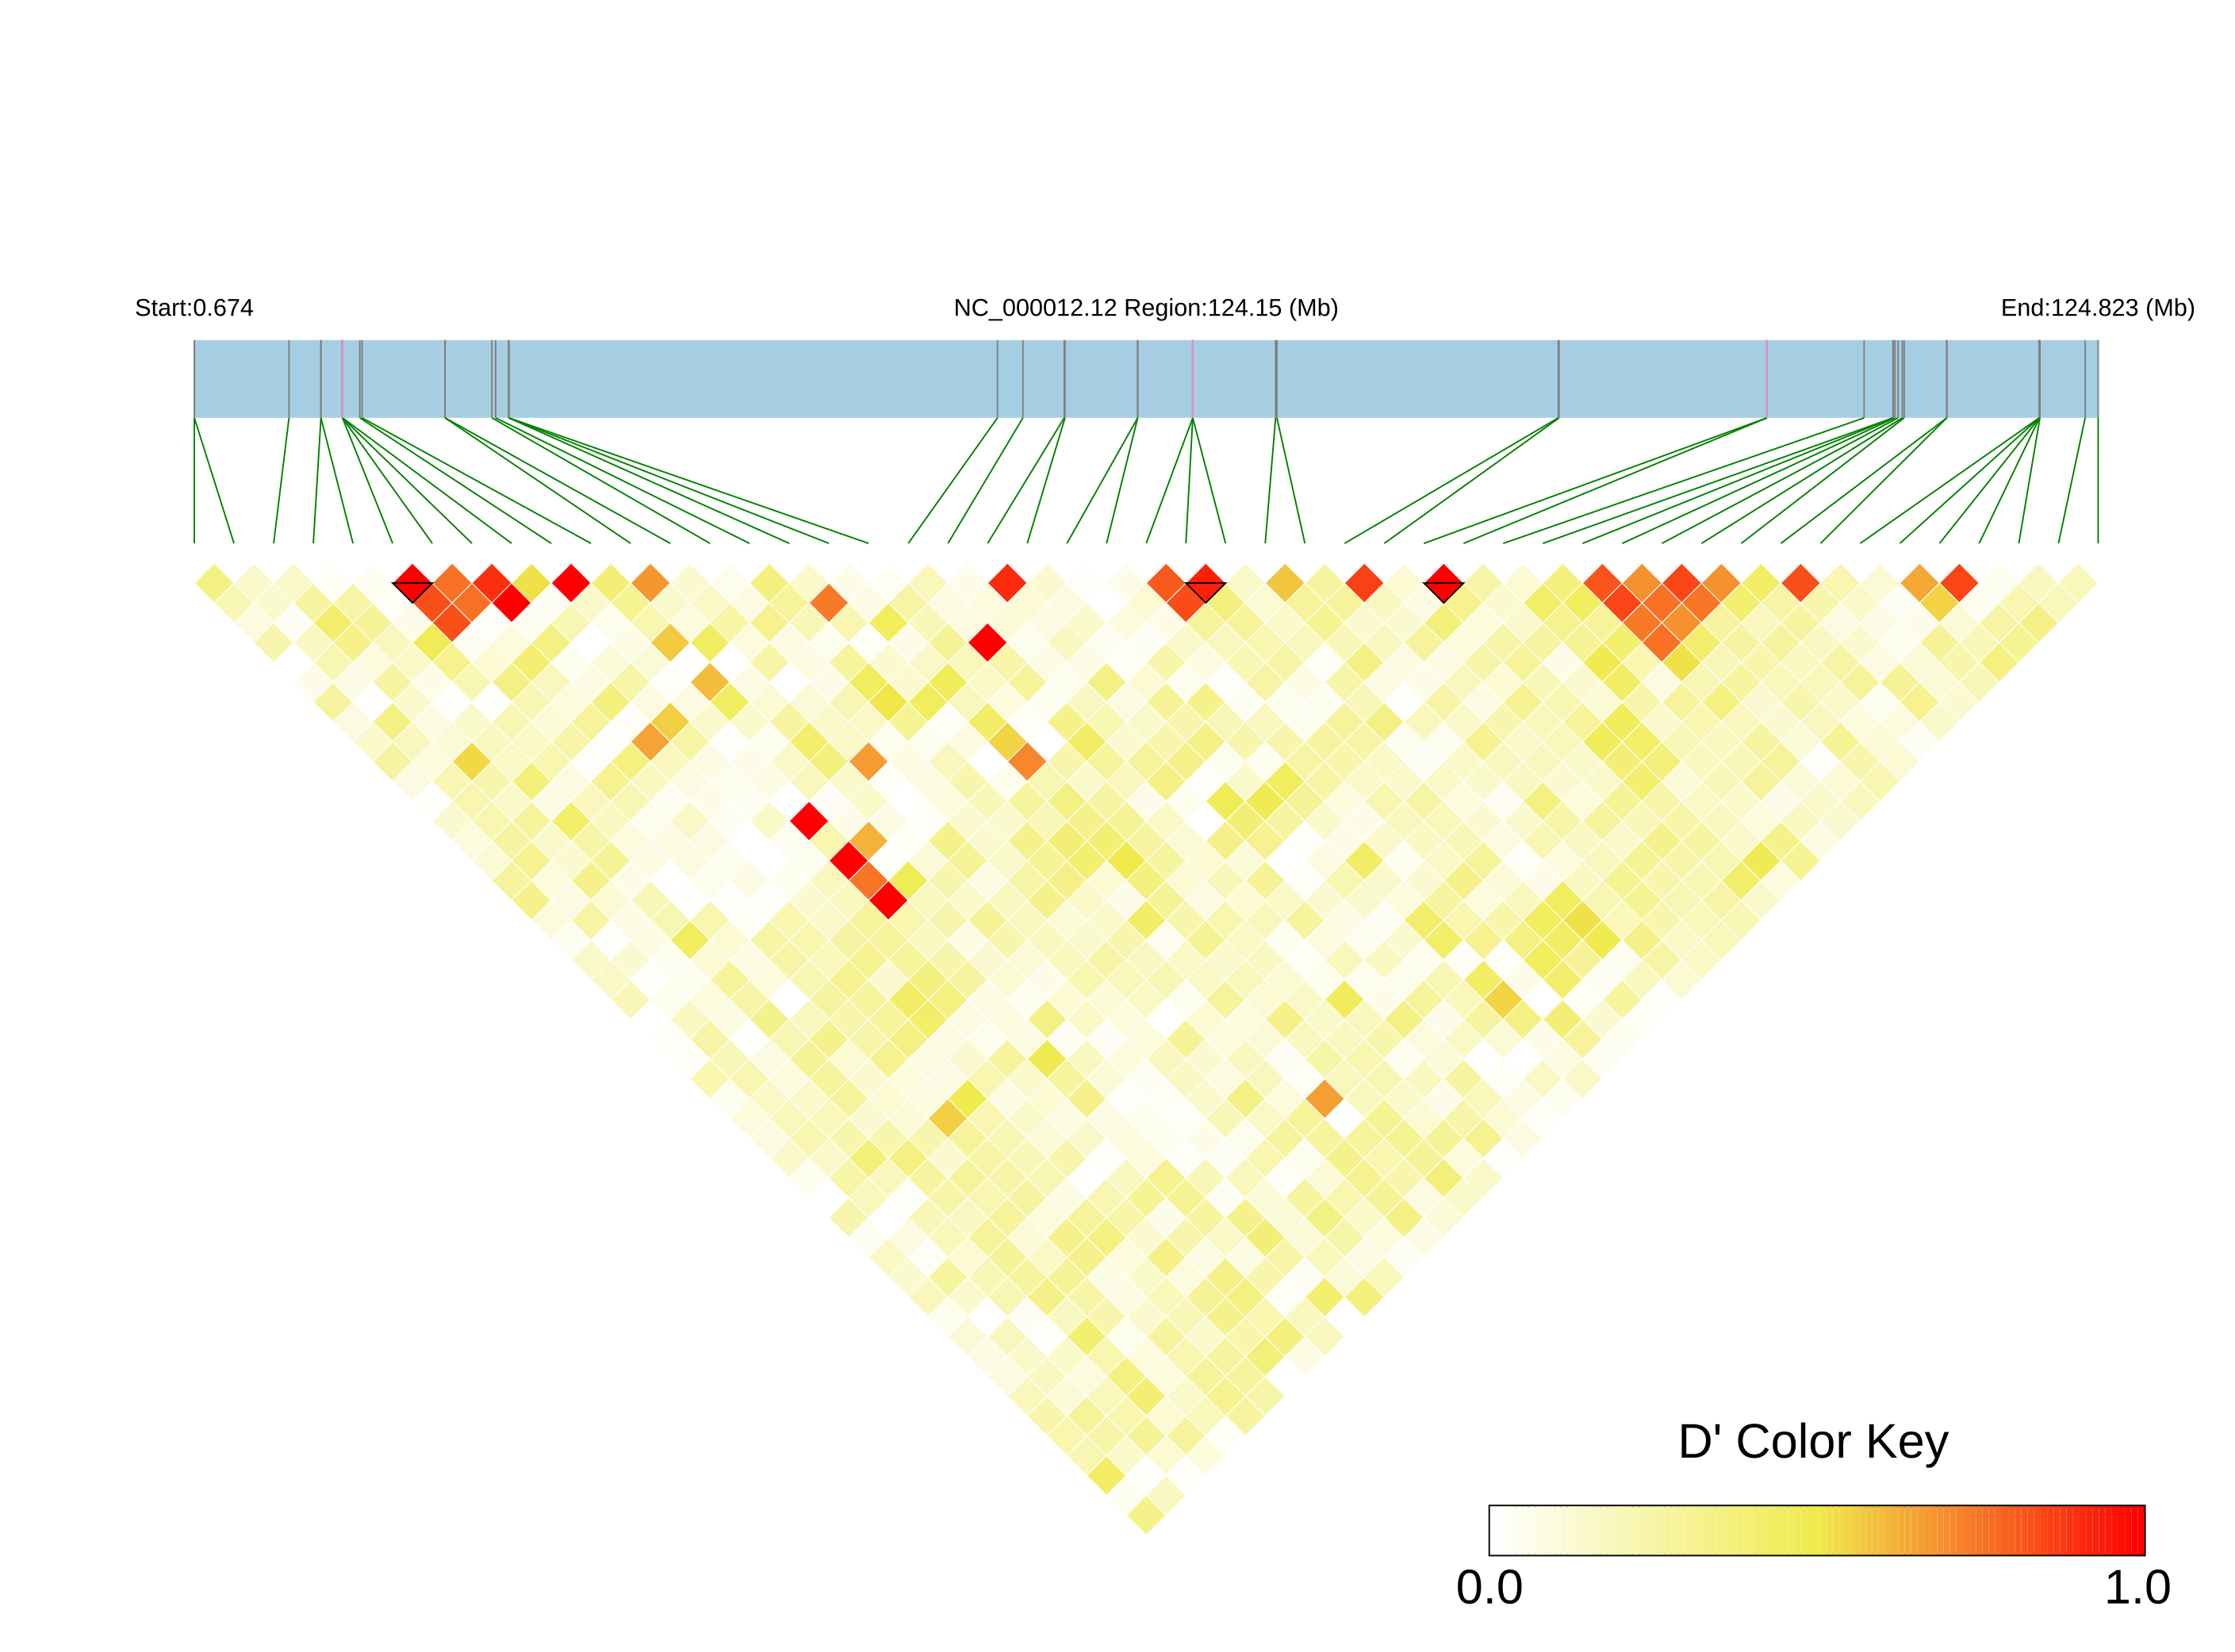 Start:0.674
NC_000012.12 Region:124.15 (Mb)
End:124.823 (Mb)
D' Color Key
0.0
1.0